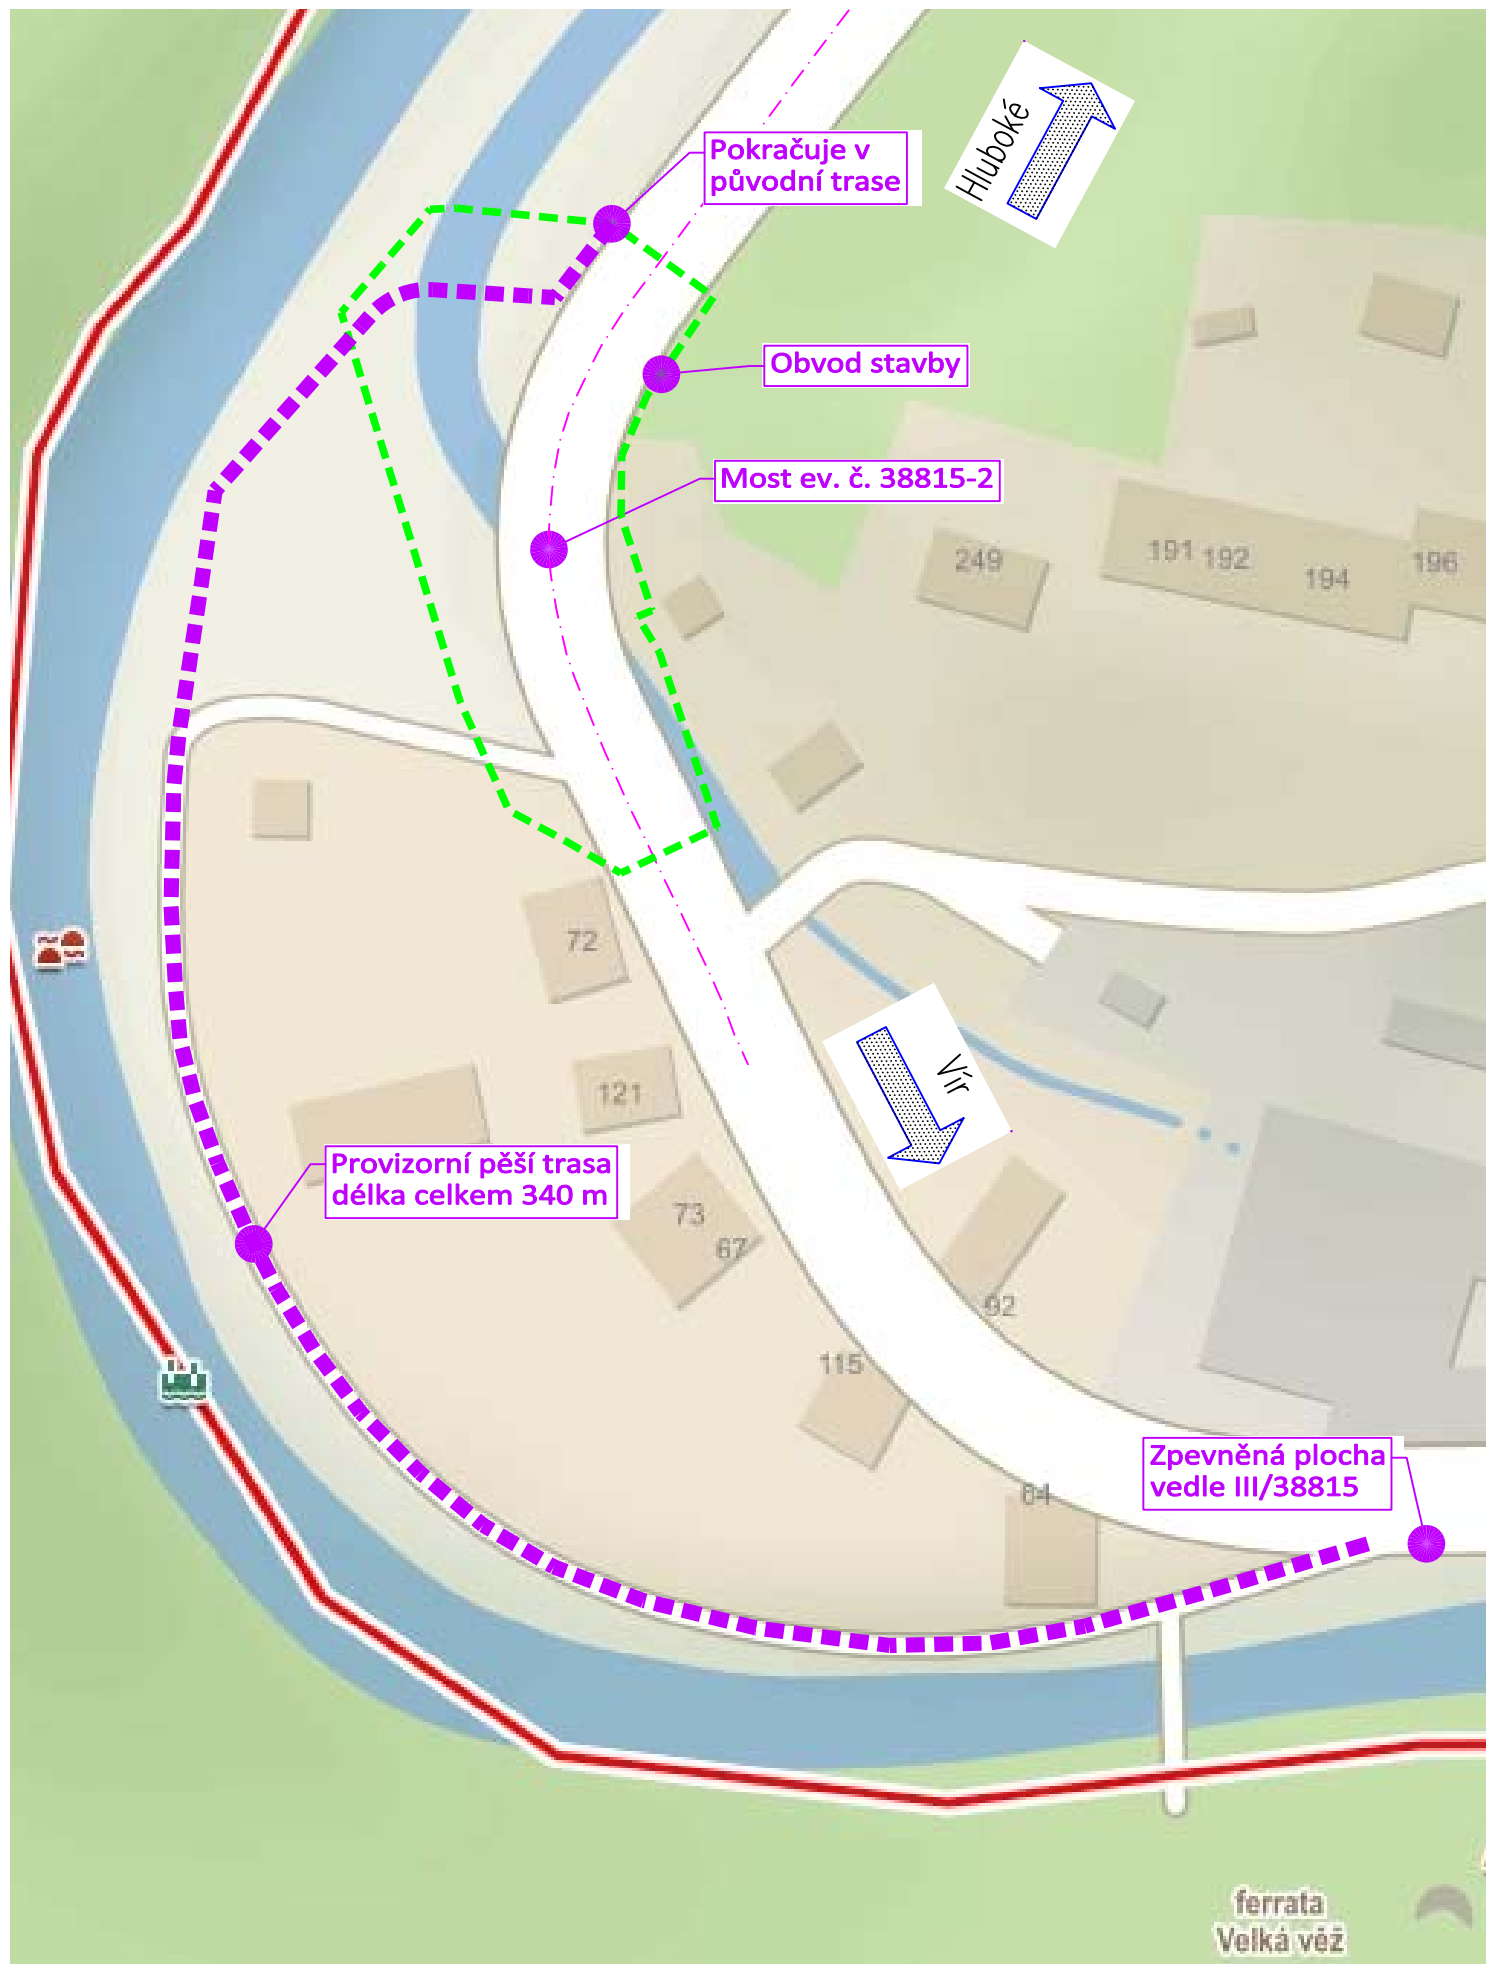 Hluboké
Pokračuje v
původní trase
Obvod stavby
Most ev. č. 38815-2
249
191
192
194
196
72
121
Vír
Provizorní pěší trasa
délka celkem 340 m
73
67
92
115
Zpevněná plocha
vedle III/38815
64
ferrata
Velká věž